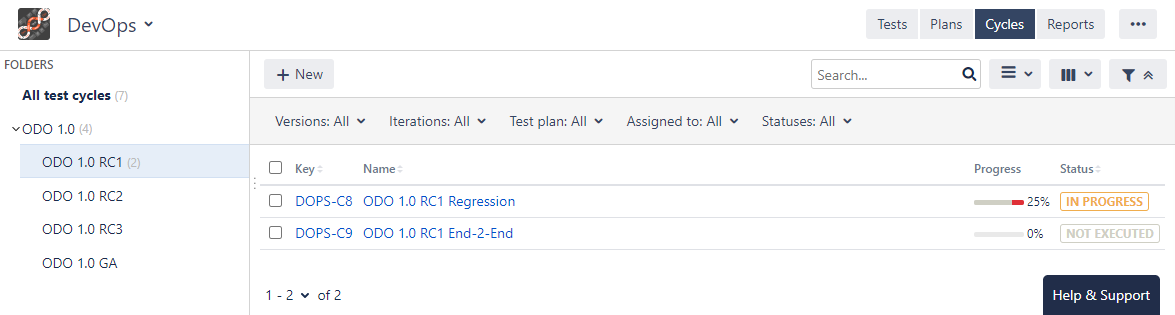 DevOps
Tests Plans Cycles Reports
FOLDERS
All test cycles (7)
ODO 1.0 (4)
ODO 1.0 RC1 (2)
ODO 1.0 RC2
ODO 1.0 RC3
ODO 1.0 GA
+ New
Search...
Versions: All Iterations: All Test plan: All Assigned to: All Statuses: All
Key Name Progress Status
DOPS-C8 ODO 1.0 RC1 Regression 25% IN PROGRESS
DOPS-C9 ODO 1.0 RC1 End-2-End 0% NOT EXECUTED
1 - 2 of 2
Help & Support